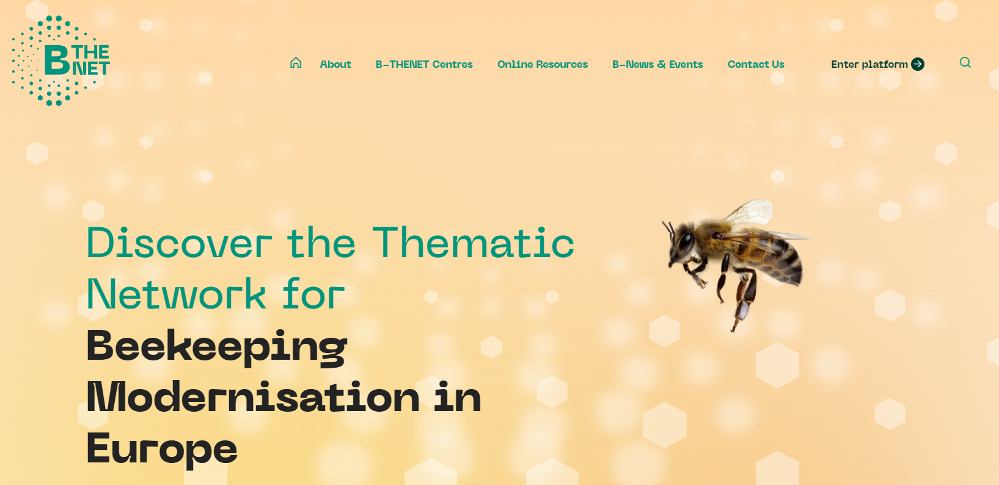 B THE NET
About
B-THENET Centres
Online Resources
B-News & Events
Contact Us
Enter platform
Discover the Thematic
Network for
Beekeeping
Modernisation in
Europe